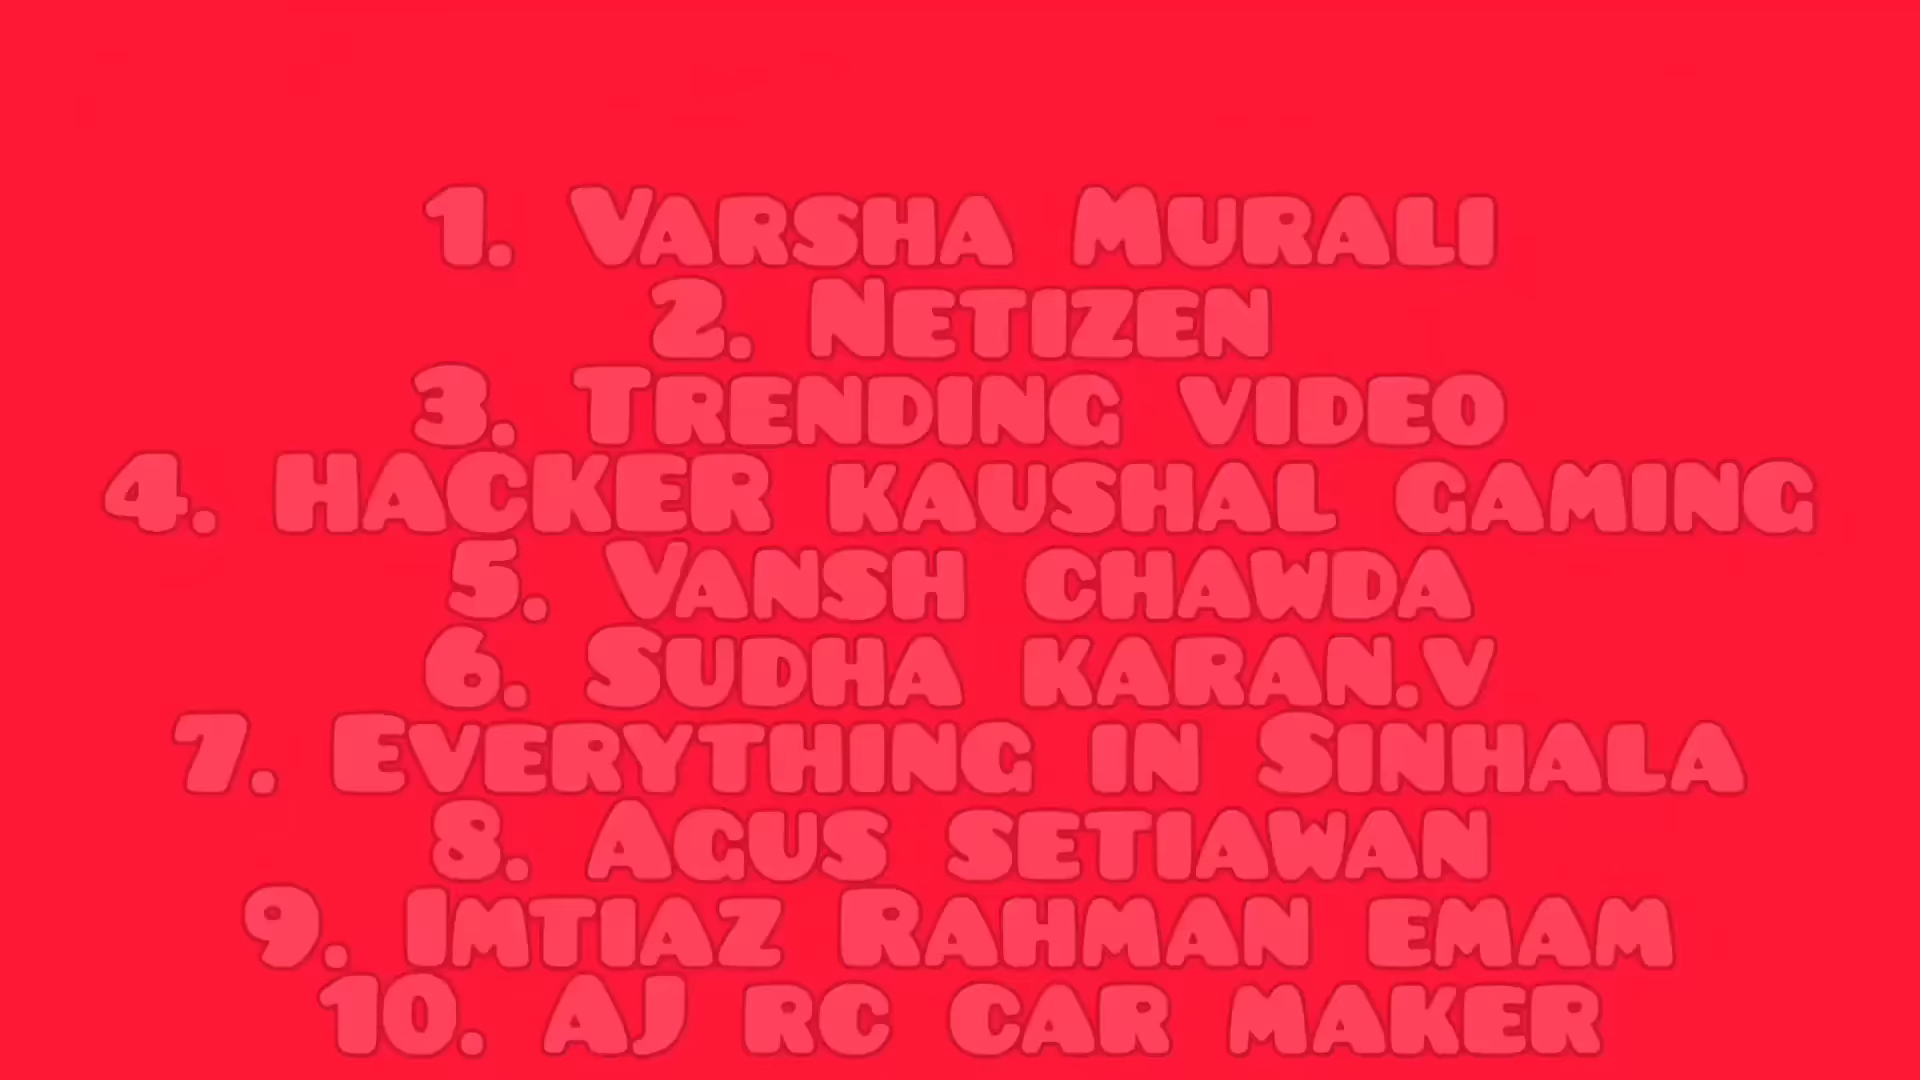 1. Varsha Murali
2. Netizen
3. Trending video
4. HACKER kaushal gaming
5. Vansh chawda
6. Sudha karan.v
7. Everything in Sinhala
8. Agus setiawan
9. Imtiaz Rahman emam
10. AJ rc car maker